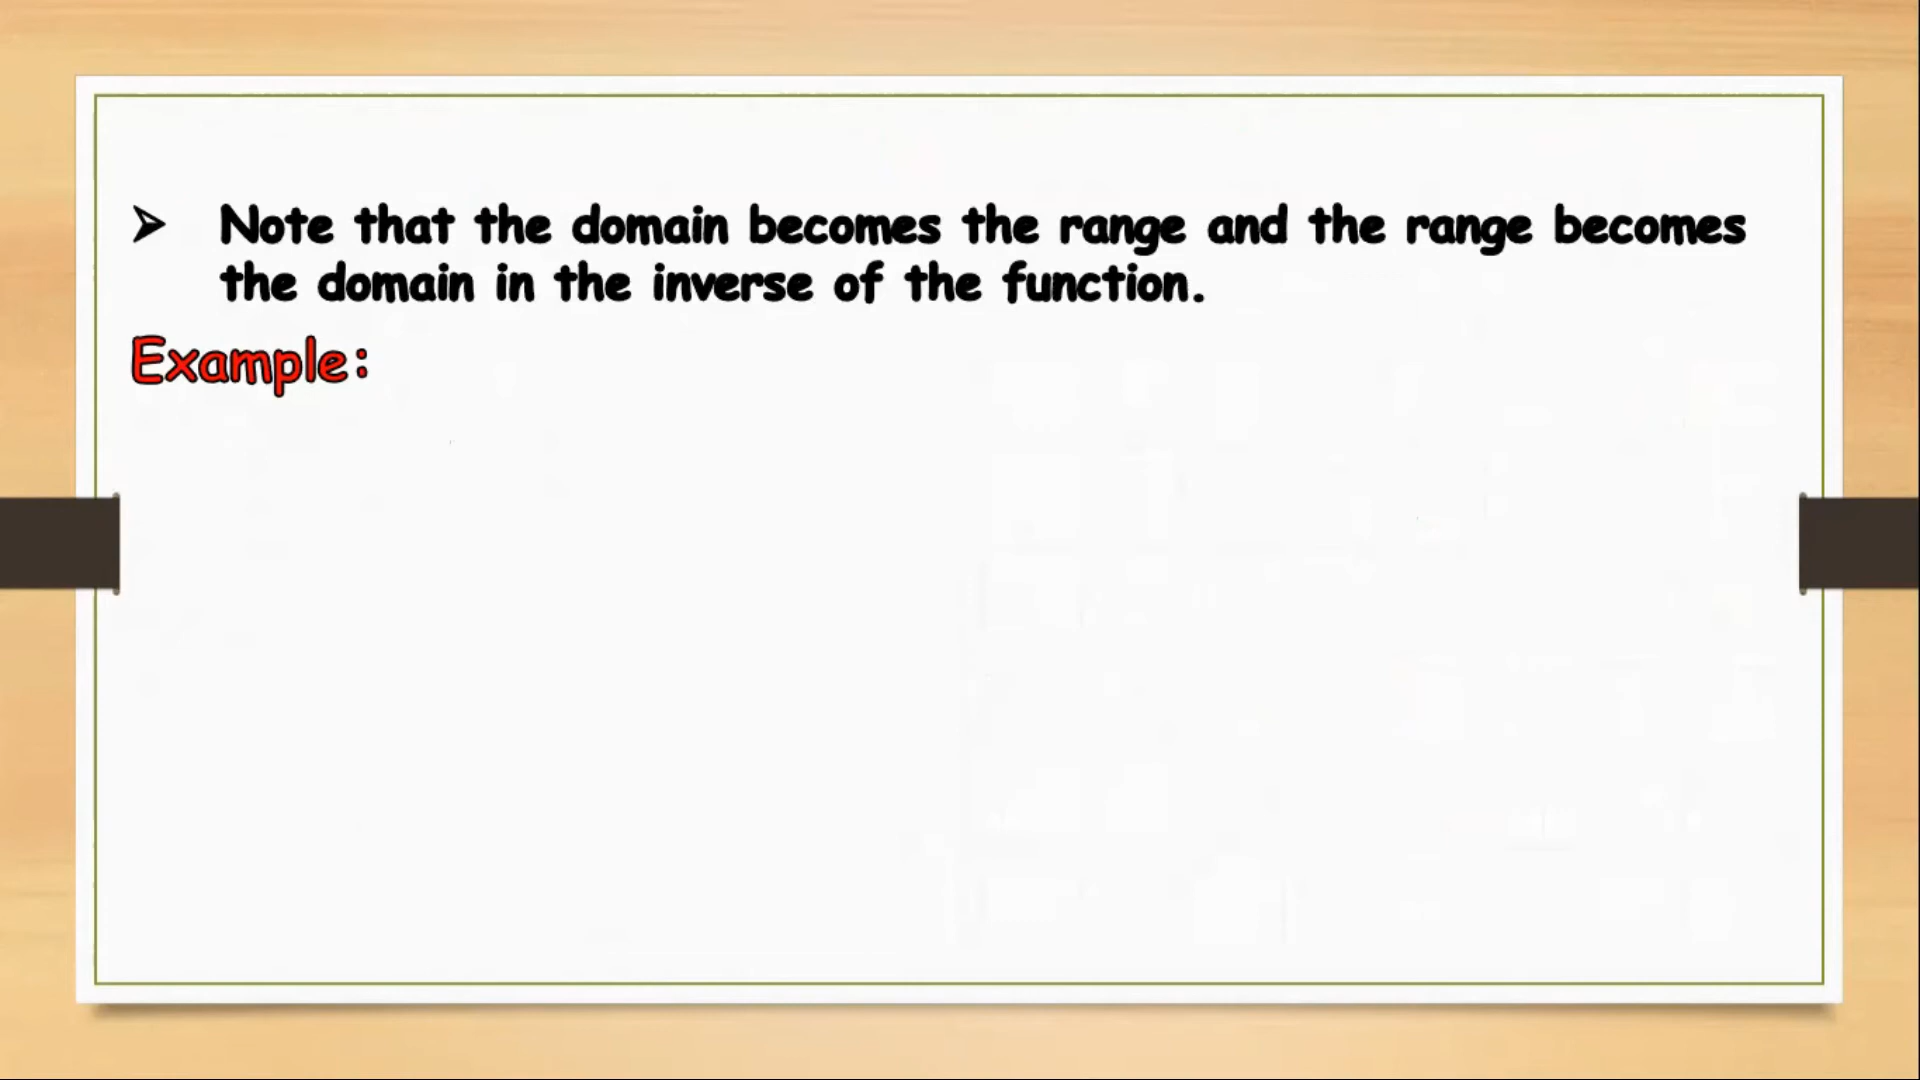 ➢ Note that the domain becomes the range and the range becomes
the domain in the inverse of the function.
Example: